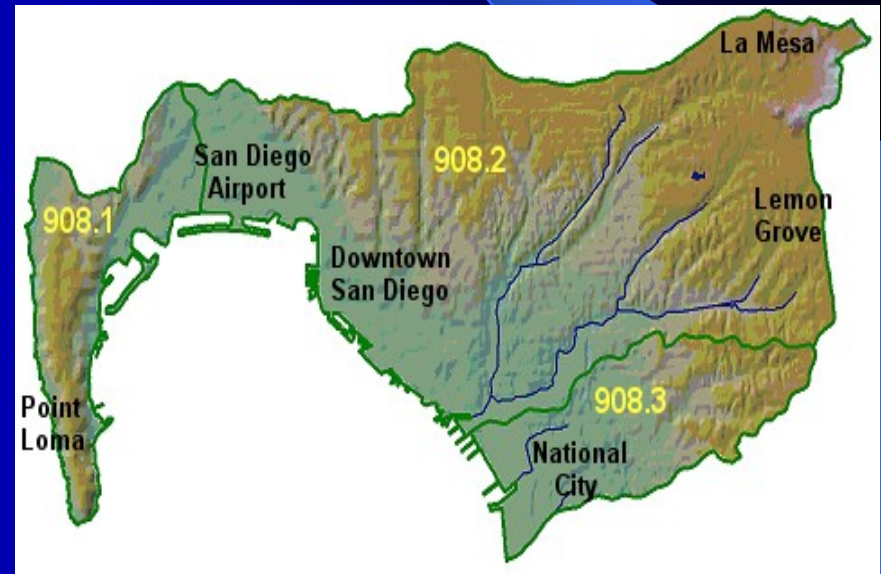 La Mesa
San Diego
Airport
908.2
908.1
Lemon
Grove
Downtown
San Diego
908.3
Point
Loma
National
City